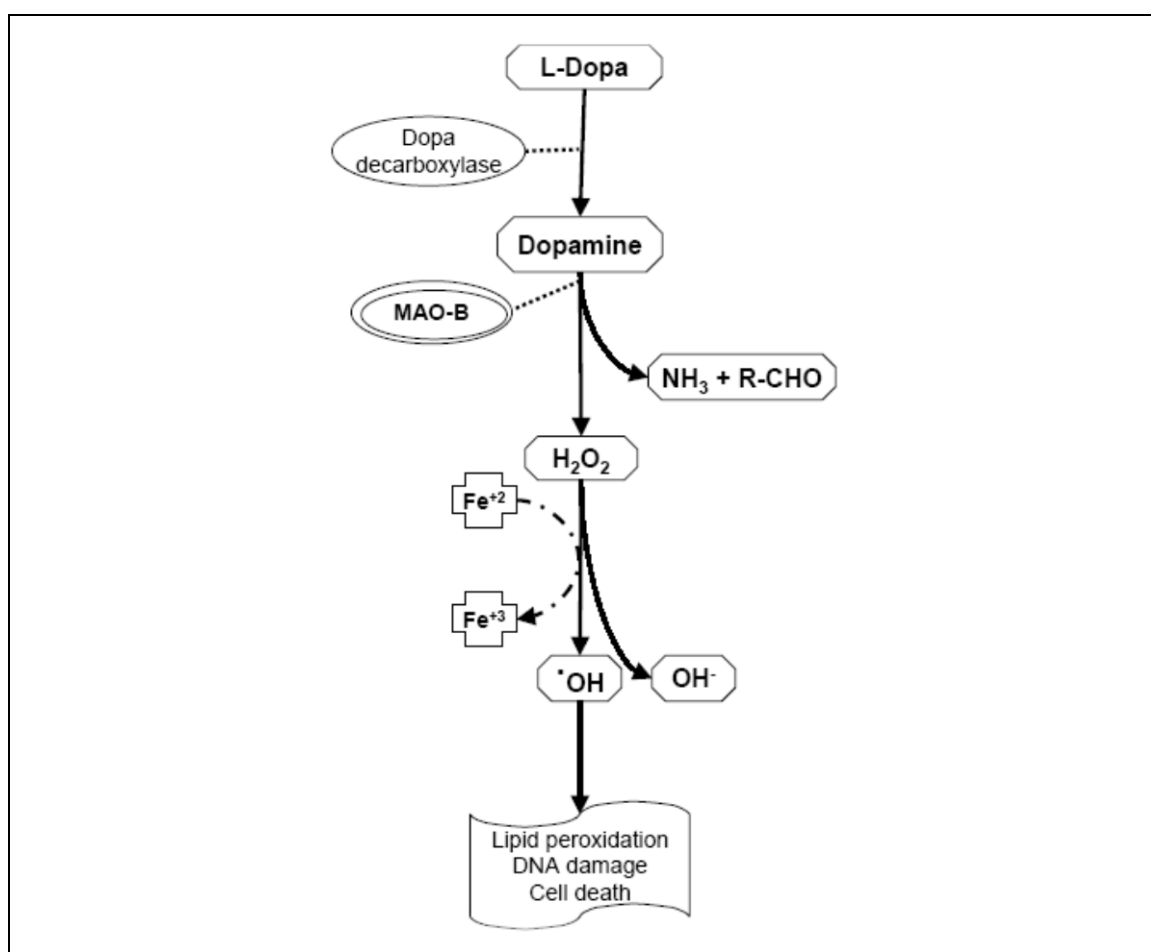 L-Dopa
Dopa
decarboxylase
Dopamine
MAO-B
NH₃ + R-CHO
H₂O₂
Fe⁺²
Fe⁺³
•OH
OH⁻
Lipid peroxidation
DNA damage
Cell death